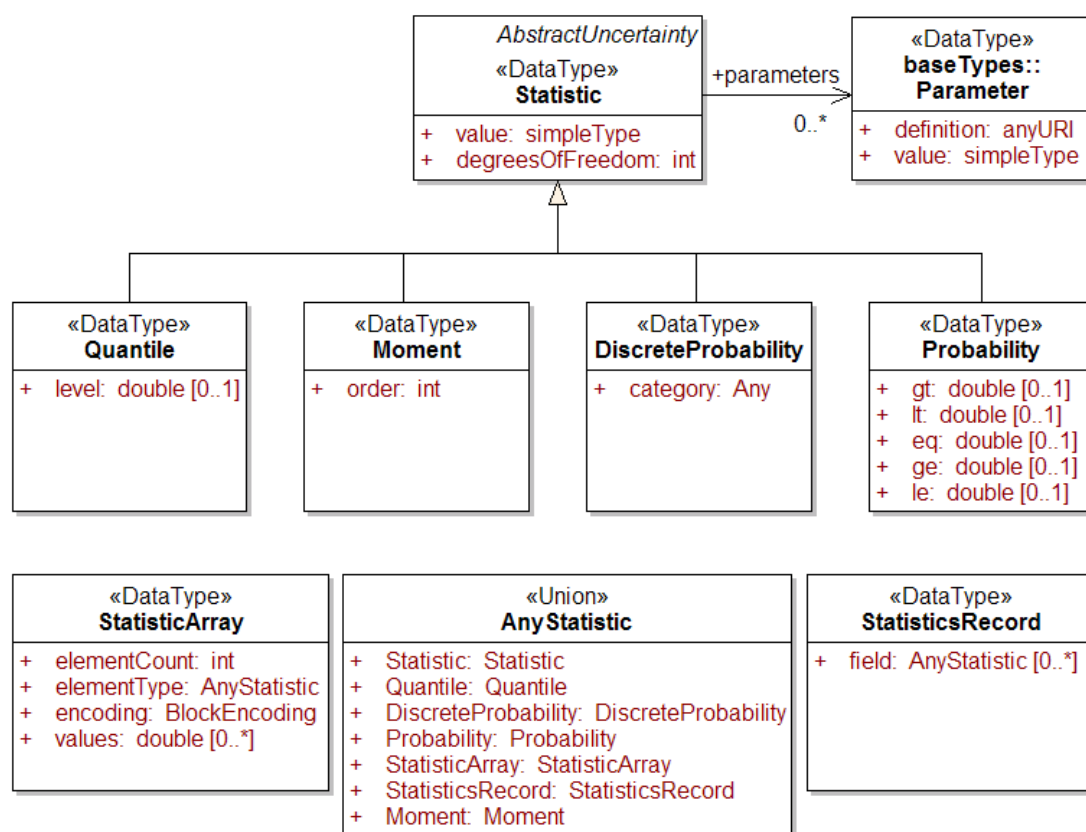 AbstractUncertainty
«DataType»
Statistic
+ value: simpleType
+ degreesOfFreedom: int
+parameters
0..*
«DataType»
baseTypes::
Parameter
+ definition: anyURI
+ value: simpleType
«DataType»
Quantile
+ level: double [0..1]
«DataType»
Moment
+ order: int
«DataType»
DiscreteProbability
+ category: Any
«DataType»
Probability
+ gt: double [0..1]
+ lt: double [0..1]
+ eq: double [0..1]
+ ge: double [0..1]
+ le: double [0..1]
«DataType»
StatisticArray
+ elementCount: int
+ elementType: AnyStatistic
+ encoding: BlockEncoding
+ values: double [0..*]
«Union»
AnyStatistic
+ Statistic: Statistic
+ Quantile: Quantile
+ DiscreteProbability: DiscreteProbability
+ Probability: Probability
+ StatisticArray: StatisticArray
+ StatisticsRecord: StatisticsRecord
+ Moment: Moment
«DataType»
StatisticsRecord
+ field: AnyStatistic [0..*]